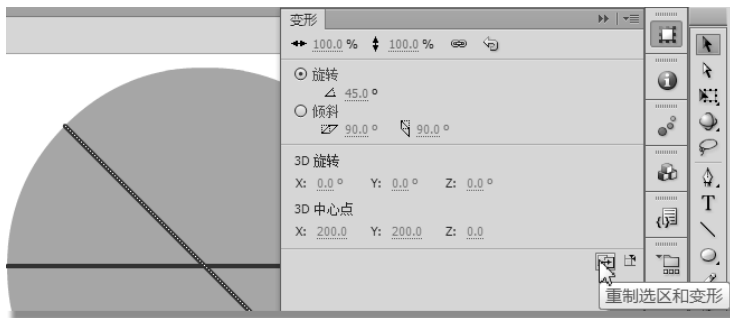 变形
100.0 % 100.0 %
旋转
45.0 °
倾斜
90.0 ° 90.0 °
3D 旋转
X: 0.0 ° Y: 0.0 ° Z: 0.0 °
3D 中心点
X: 200.0 Y: 200.0 Z: 0.0
T
重制选区和变形